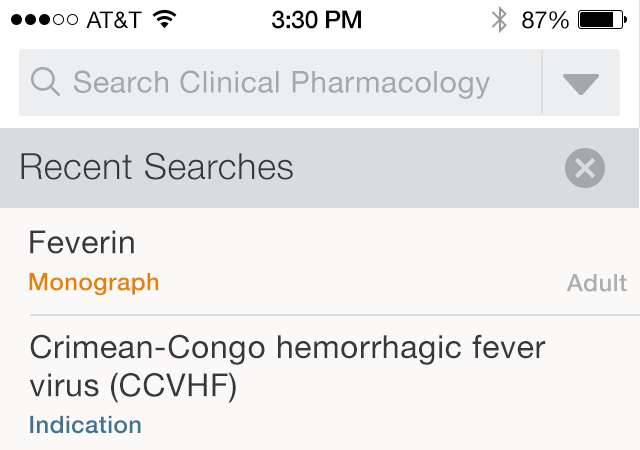 AT&T 3:30 PM 87%
Search Clinical Pharmacology
Recent Searches
Feverin
Monograph Adult
Crimean-Congo hemorrhagic fever
virus (CCVHF)
Indication